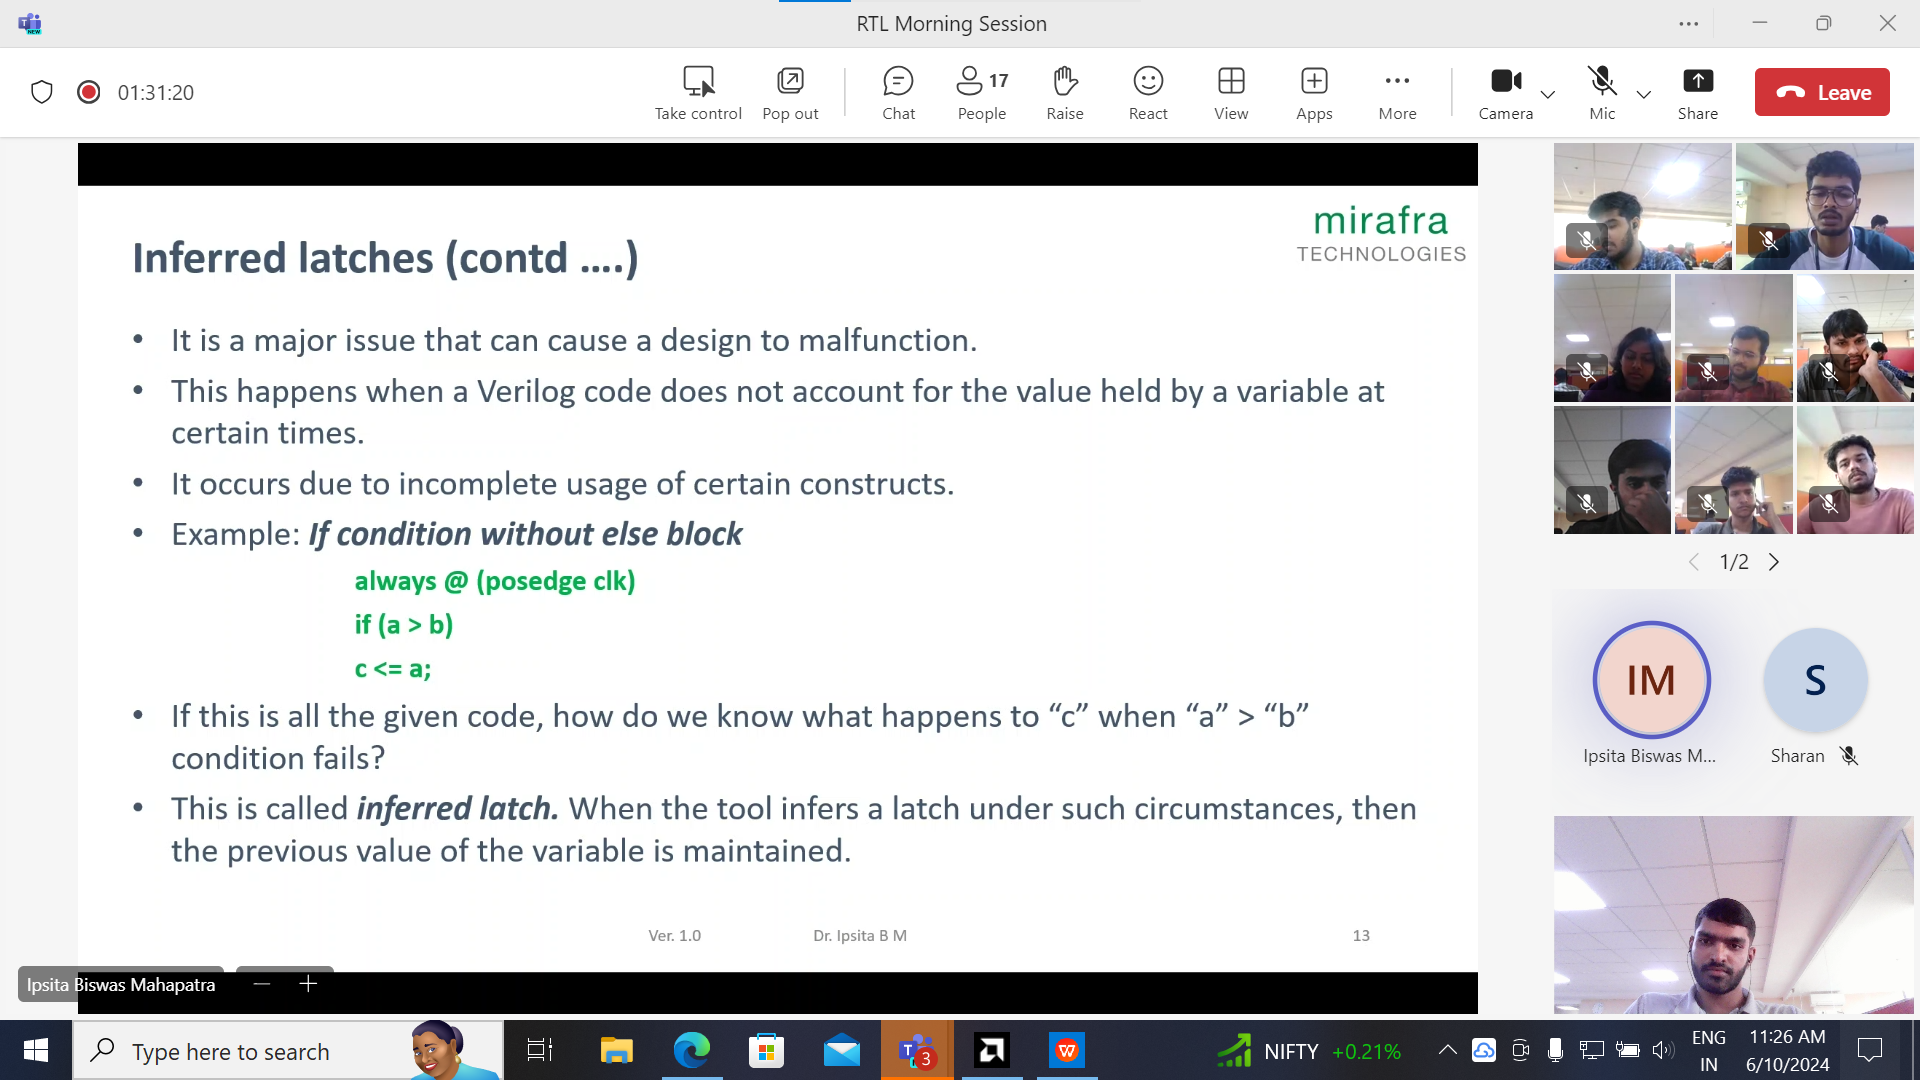 RTL Morning Session
01:31:20
Take control
Pop out
Chat
17
People
Raise
React
View
Apps
More
Camera
Mic
Share
Leave
mirafra
TECHNOLOGIES
Inferred latches (contd ....)
• It is a major issue that can cause a design to malfunction.
• This happens when a Verilog code does not account for the value held by a variable at
certain times.
• It occurs due to incomplete usage of certain constructs.
• Example: If condition without else block
always @ (posedge clk)
if (a > b)
c <= a;
• If this is all the given code, how do we know what happens to “c” when “a” > “b”
condition fails?
• This is called inferred latch. When the tool infers a latch under such circumstances, then
the previous value of the variable is maintained.
Ver. 1.0
Dr. Ipsita B M
13
Ipsita Biswas Mahapatra
1/2
IM
Ipsita Biswas M...
S
Sharan
Type here to search
3
NIFTY +0.21%
ENG
IN
11:26 AM
6/10/2024